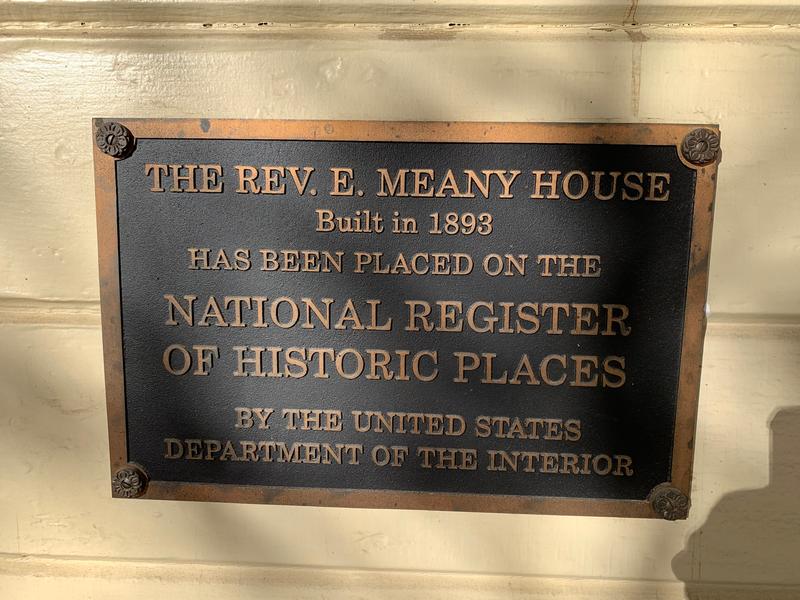 THE REV. E. MEANY HOUSE
Built in 1893
HAS BEEN PLACED ON THE
NATIONAL REGISTER
OF HISTORIC PLACES
BY THE UNITED STATES
DEPARTMENT OF THE INTERIOR